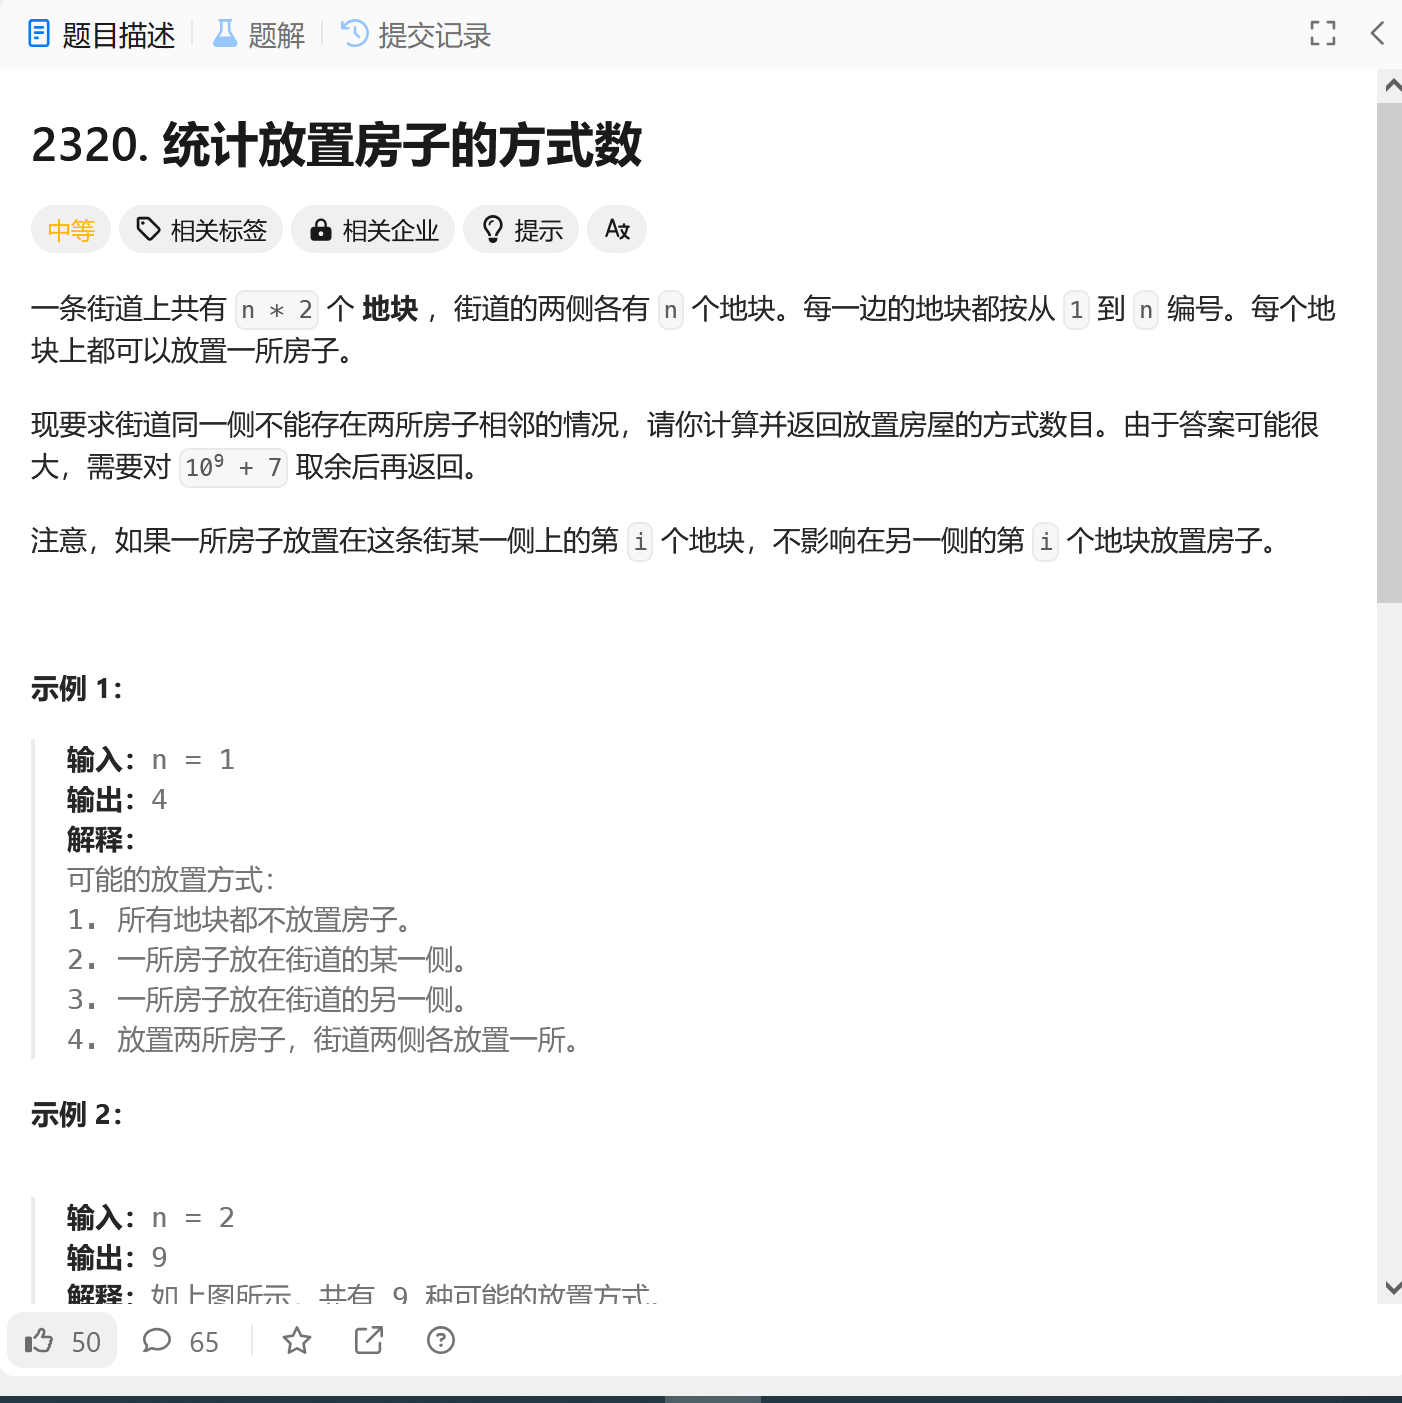 题目描述 题解 提交记录
2320. 统计放置房子的方式数
中等 相关标签 相关企业 提示 A文
一条街道上共有 n * 2 个 地块 ，街道的两侧各有 n 个地块。每一边的地块都按从 1 到 n 编号。每个地
块上都可以放置一所房子。
现要求街道同一侧不能存在两所房子相邻的情况，请你计算并返回放置房屋的方式数目。由于答案可能很
大，需要对 10⁹ + 7 取余后再返回。
注意，如果一所房子放置在这条街某一侧上的第 i 个地块，不影响在另一侧的第 i 个地块放置房子。
示例 1：
输入：n = 1
输出：4
解释：
可能的放置方式：
1. 所有地块都不放置房子。
2. 一所房子放在街道的某一侧。
3. 一所房子放在街道的另一侧。
4. 放置两所房子，街道两侧各放置一所。
示例 2：
输入：n = 2
输出：9
解释：如上图所示，共有 9 种可能的放置方式。
50 65